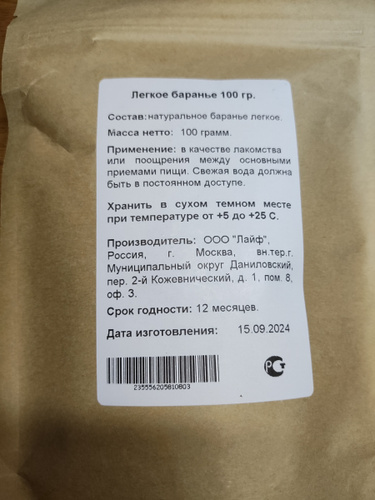 Легкое баранье 100 гр.
Состав: натуральное баранье легкое.
Масса нетто: 100 грамм.
Применение: в качестве лакомства
или поощрения между основными
приемами пищи. Свежая вода должна
быть в постоянном доступе.
Хранить в сухом темном месте
при температуре от +5 до +25 С.
Производитель: ООО "Лайф",
Россия, г. Москва, вн.тер.г.
Муниципальный округ Даниловский,
пер. 2-й Кожевнический, д. 1, пом. 8,
оф. 3.
Срок годности: 12 месяцев.
Дата изготовления: 15.09.2024
235556205810803